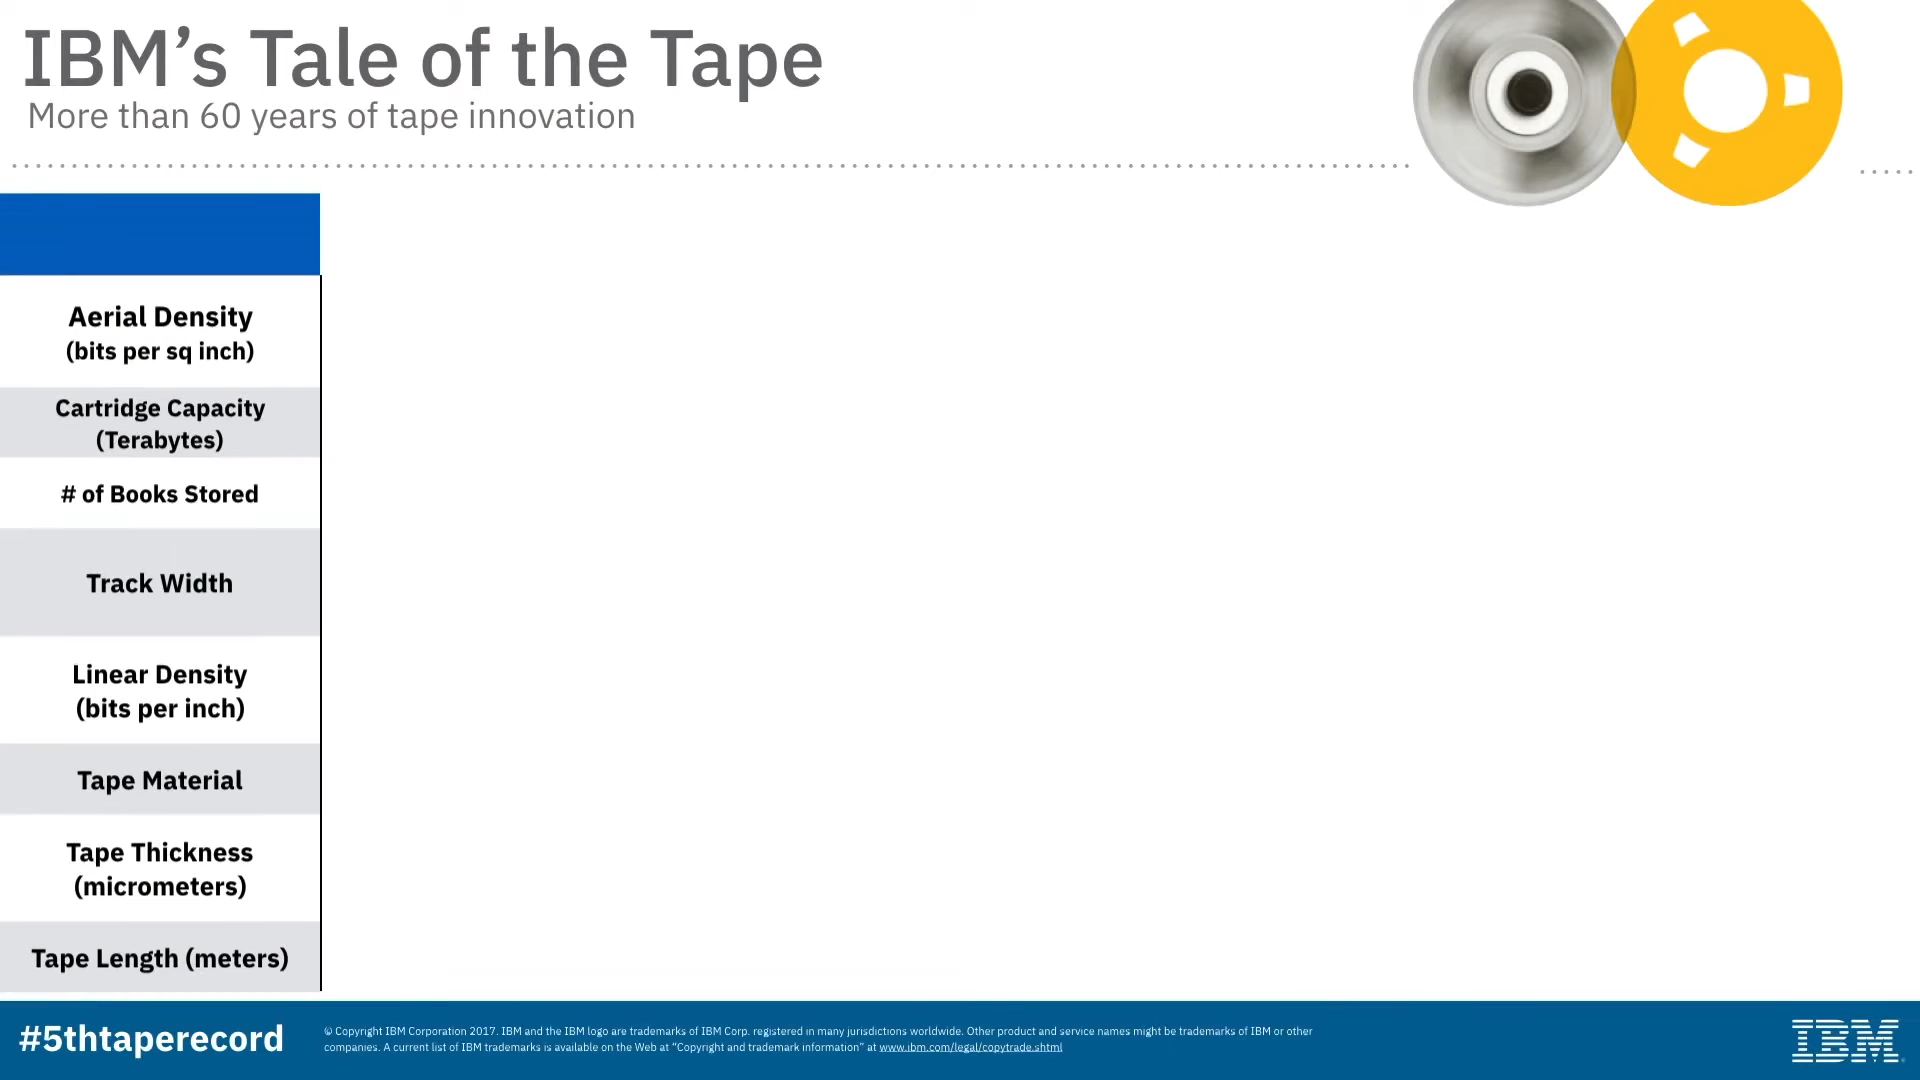 IBM’s Tale of the Tape
More than 60 years of tape innovation
Aerial Density
(bits per sq inch)
Cartridge Capacity
(Terabytes)
# of Books Stored
Track Width
Linear Density
(bits per inch)
Tape Material
Tape Thickness
(micrometers)
Tape Length (meters)
#5thtaperecord
© Copyright IBM Corporation 2017. IBM and the IBM logo are trademarks of IBM Corp. registered in many jurisdictions worldwide. Other product and service names might be trademarks of IBM or other
companies. A current list of IBM trademarks is available on the Web at “Copyright and trademark information” at www.ibm.com/legal/copytrade.shtml
IBM